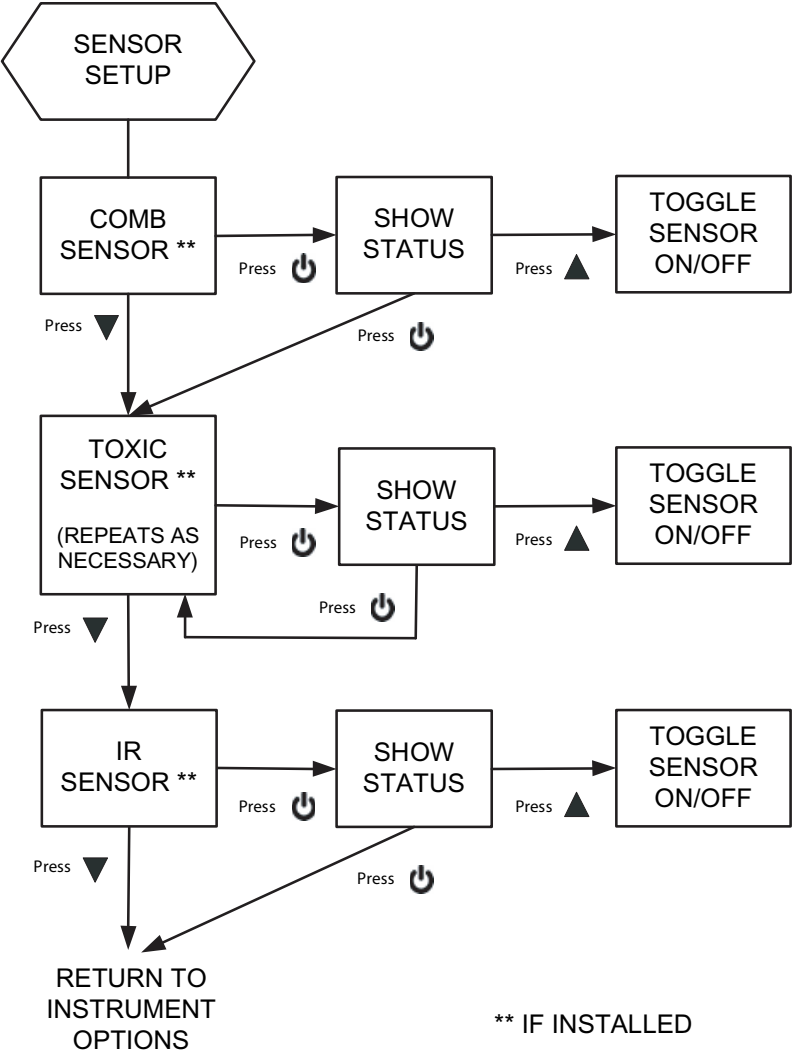 SENSOR
SETUP
COMB
SENSOR **
Press
SHOW
STATUS
Press
TOGGLE
SENSOR
ON/OFF
Press
Press
TOXIC
SENSOR **
(REPEATS AS
NECESSARY)
Press
SHOW
STATUS
Press
TOGGLE
SENSOR
ON/OFF
Press
Press
IR
SENSOR **
Press
SHOW
STATUS
Press
TOGGLE
SENSOR
ON/OFF
Press
Press
RETURN TO
INSTRUMENT
OPTIONS
** IF INSTALLED